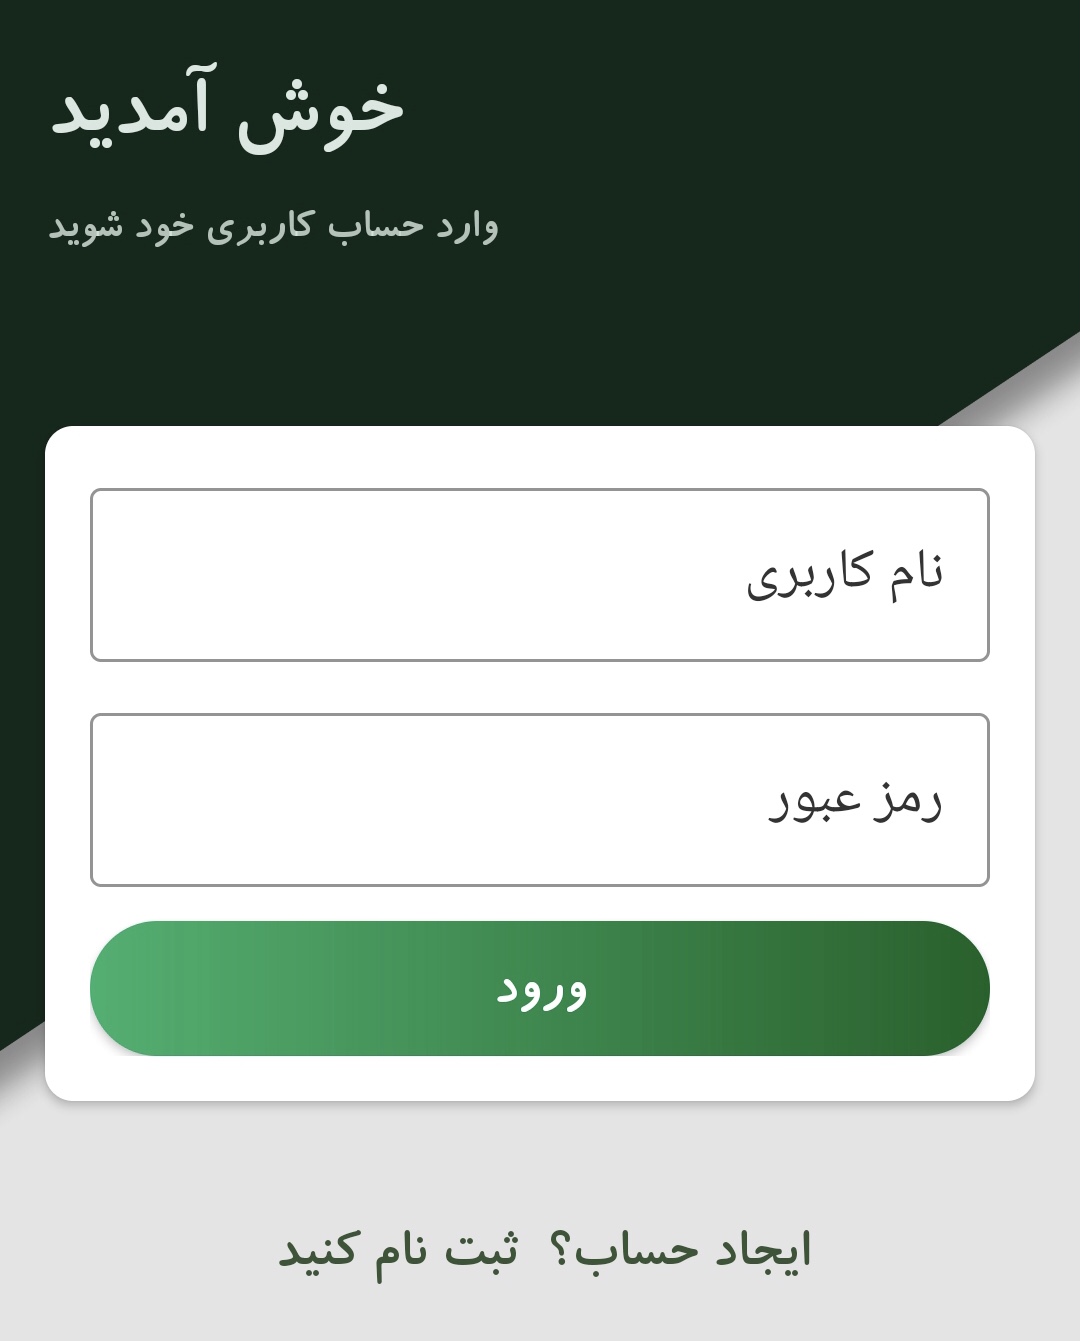 خوش آمدید
وارد حساب کاربری خود شوید
نام کاربری
رمز عبور
ورود
ایجاد حساب؟ ثبت نام کنید